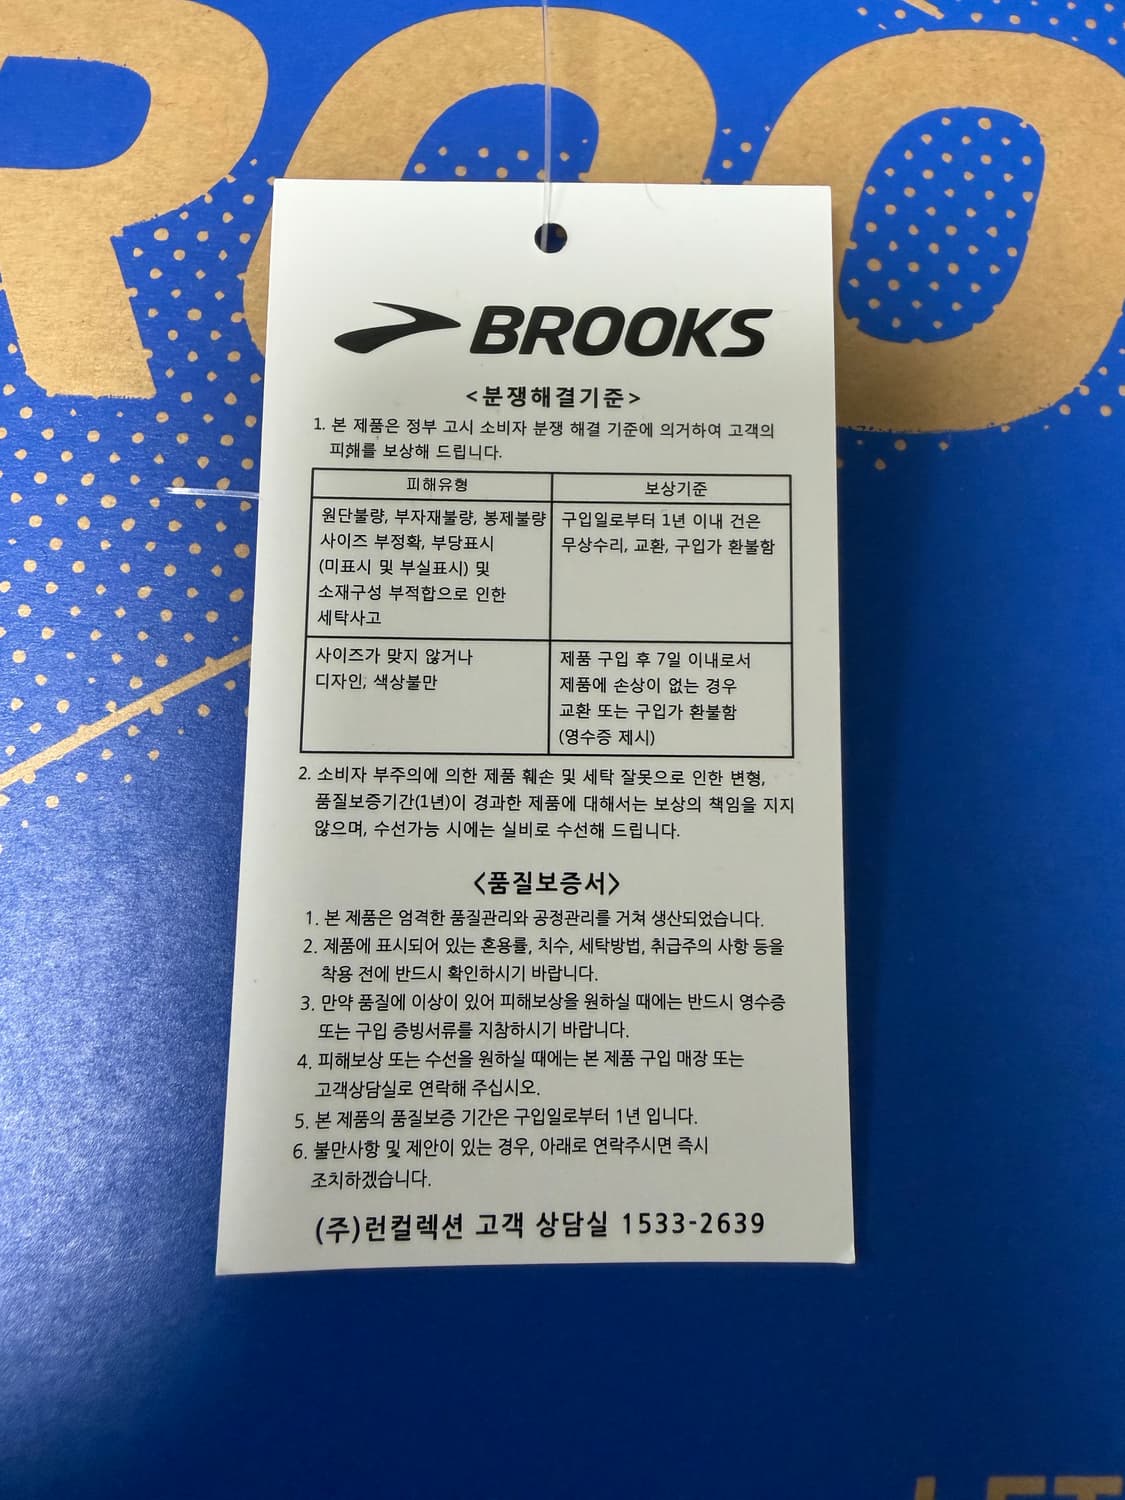 ROO
BROOKS
<분쟁해결기준>
1. 본 제품은 정부 고시 소비자 분쟁 해결 기준에 의거하여 고객의
피해를 보상해 드립니다.
피해유형
보상기준
원단불량, 부자재불량, 봉제불량
사이즈 부정확, 부당표시
(미표시 및 부실표시) 및
소재구성 부적합으로 인한
세탁사고
구입일로부터 1년 이내 건은
무상수리, 교환, 구입가 환불함
사이즈가 맞지 않거나
디자인, 색상불만
제품 구입 후 7일 이내로서
제품에 손상이 없는 경우
교환 또는 구입가 환불함
(영수증 제시)
2. 소비자 부주의에 의한 제품 훼손 및 세탁 잘못으로 인한 변형,
품질보증기간(1년)이 경과한 제품에 대해서는 보상의 책임을 지지
않으며, 수선가능 시에는 실비로 수선해 드립니다.
<품질보증서>
1. 본 제품은 엄격한 품질관리와 공정관리를 거쳐 생산되었습니다.
2. 제품에 표시되어 있는 혼용률, 치수, 세탁방법, 취급주의 사항 등을
착용 전에 반드시 확인하시기 바랍니다.
3. 만약 품질에 이상이 있어 피해보상을 원하실 때에는 반드시 영수증
또는 구입 증빙서류를 지참하시기 바랍니다.
4. 피해보상 또는 수선을 원하실 때에는 본 제품 구입 매장 또는
고객상담실로 연락해 주십시오.
5. 본 제품의 품질보증 기간은 구입일로부터 1년 입니다.
6. 불만사항 및 제안이 있는 경우, 아래로 연락주시면 즉시
조치하겠습니다.
(주)런컬렉션 고객 상담실 1533-2639